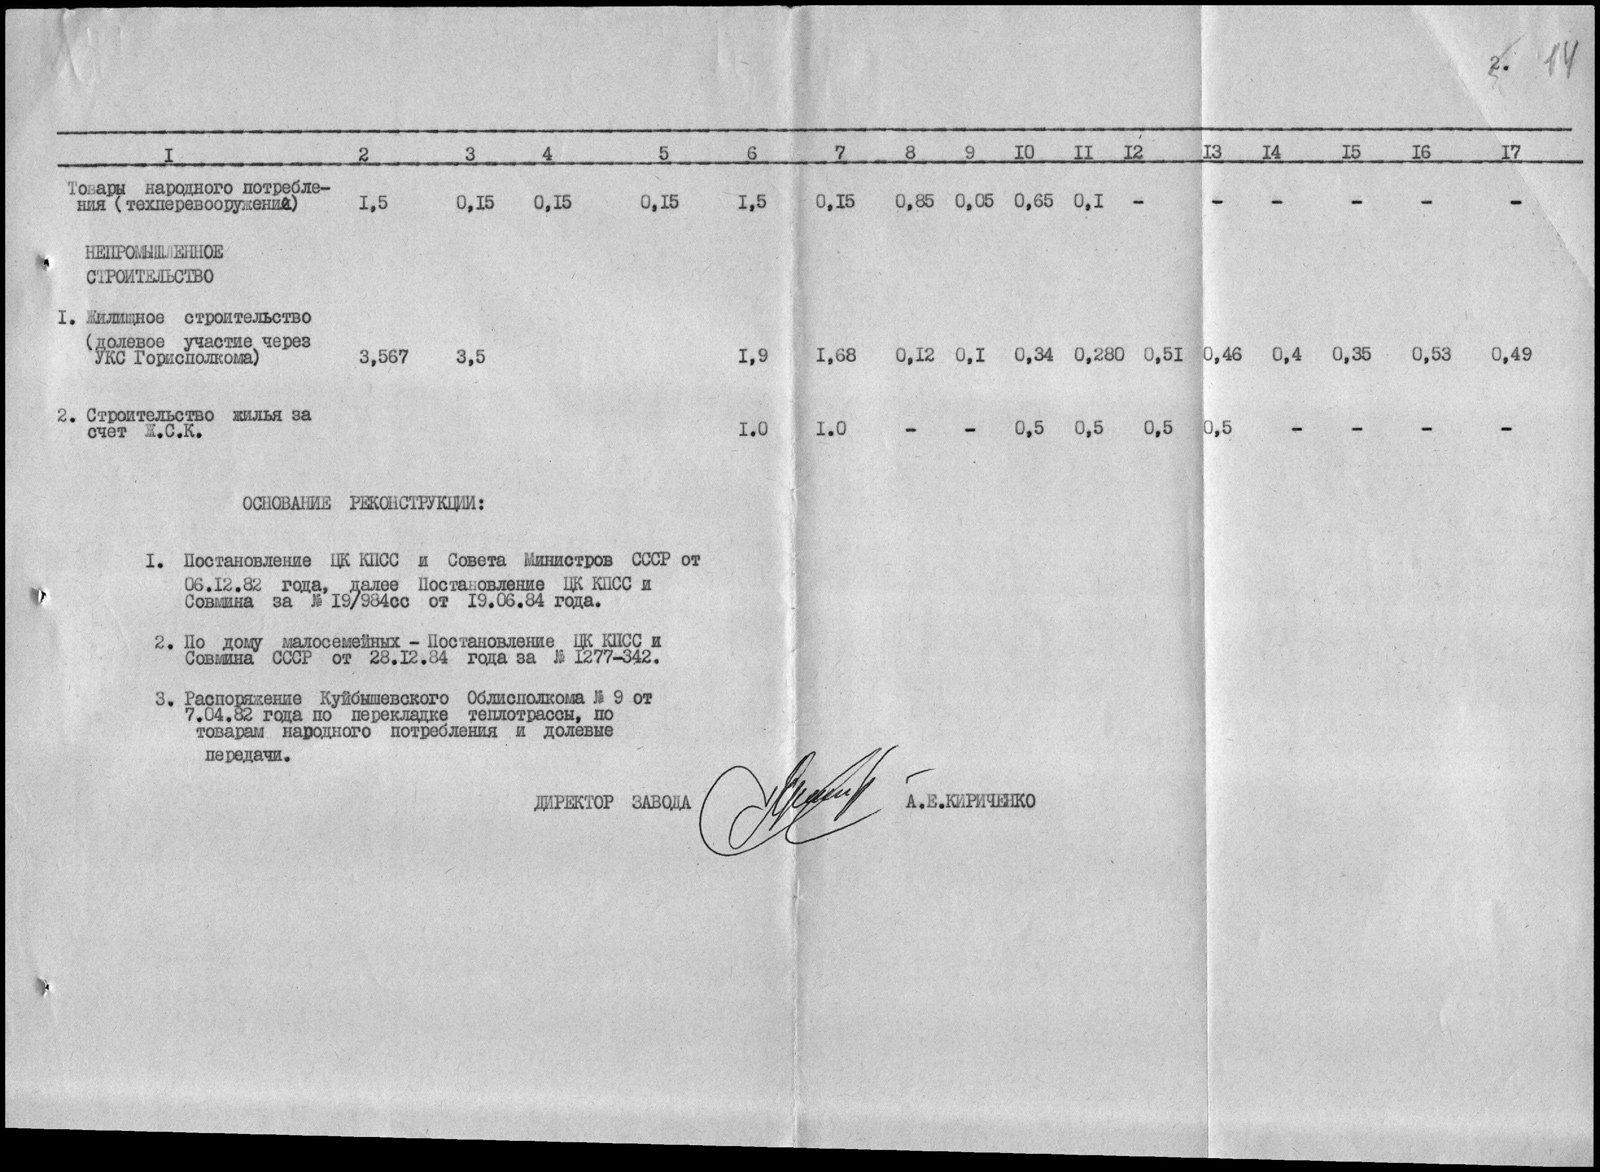 2. 14
I 2 3 4 5 6 7 8 9 IO II I2 I3 I4 I5 I6 I7
Товары народного потребле-
ния (техперевооружение) I,5 0,I5 0,I5 0,I5 I,5 0,I5 0,85 0,05 0,65 0,I - - - - - -
НЕПРОМЫШЛЕННОЕ
СТРОИТЕЛЬСТВО
I. Жилищное строительство
(долевое участие через
УКС Горисполкома) 3,567 3,5 I,9 I,68 0,I2 0,I 0,34 0,280 0,5I 0,46 0,4 0,35 0,53 0,49
2. Строительство жилья за
счет Ж.С.К. I.0 I.0 - - 0,5 0,5 0,5 0,5 - - - -
ОСНОВАНИЕ РЕКОНСТРУКЦИИ:
I. Постановление ЦК КПСС и Совета Министров СССР от
06.I2.82 года, далее Постановление ЦК КПСС и
Совмина за № I9/984сс от I9.06.84 года.
2. По дому малосемейных - Постановление ЦК КПСС и
Совмина СССР от 28.I2.84 года за № I277-342.
3. Распоряжение Куйбышевского Облисполкома № 9 от
7.04.82 года по перекладке теплотрассы, по
товарам народного потребления и долевые
передачи.
ДИРЕКТОР ЗАВОДА А.Е.КИРИЧЕНКО